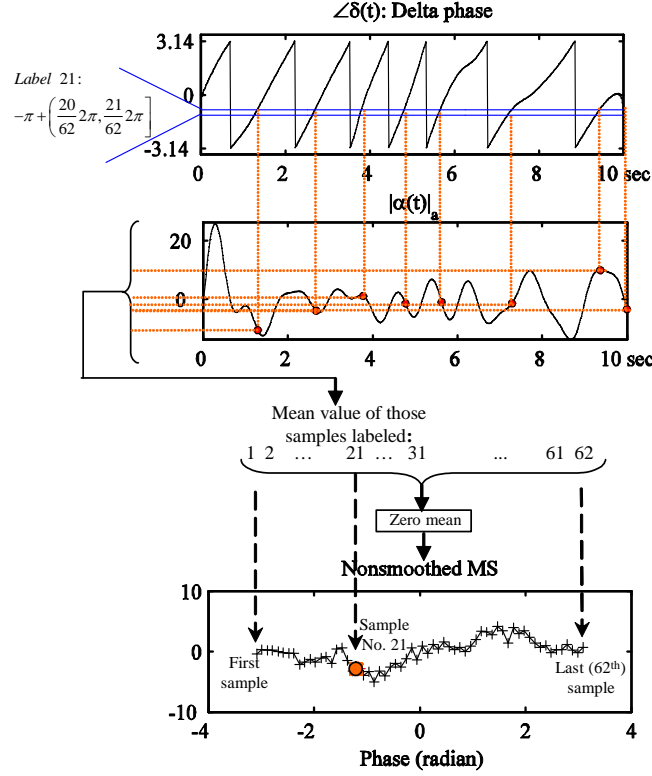 ∠δ(t): Delta phase
3.14
0
-3.14
Label 21:
−π + (20/62 2π, 21/62 2π]
0 2 4 6 8 10 sec
|α(t)|a
20
0
0 2 4 6 8 10 sec
Mean value of those
samples labeled:
1 2 … 21 … 31 ... 61 62
Zero mean
Nonsmoothed MS
10
0
-10
Sample
No. 21
First
sample
Last (62th)
sample
-4 -2 0 2 4
Phase (radian)